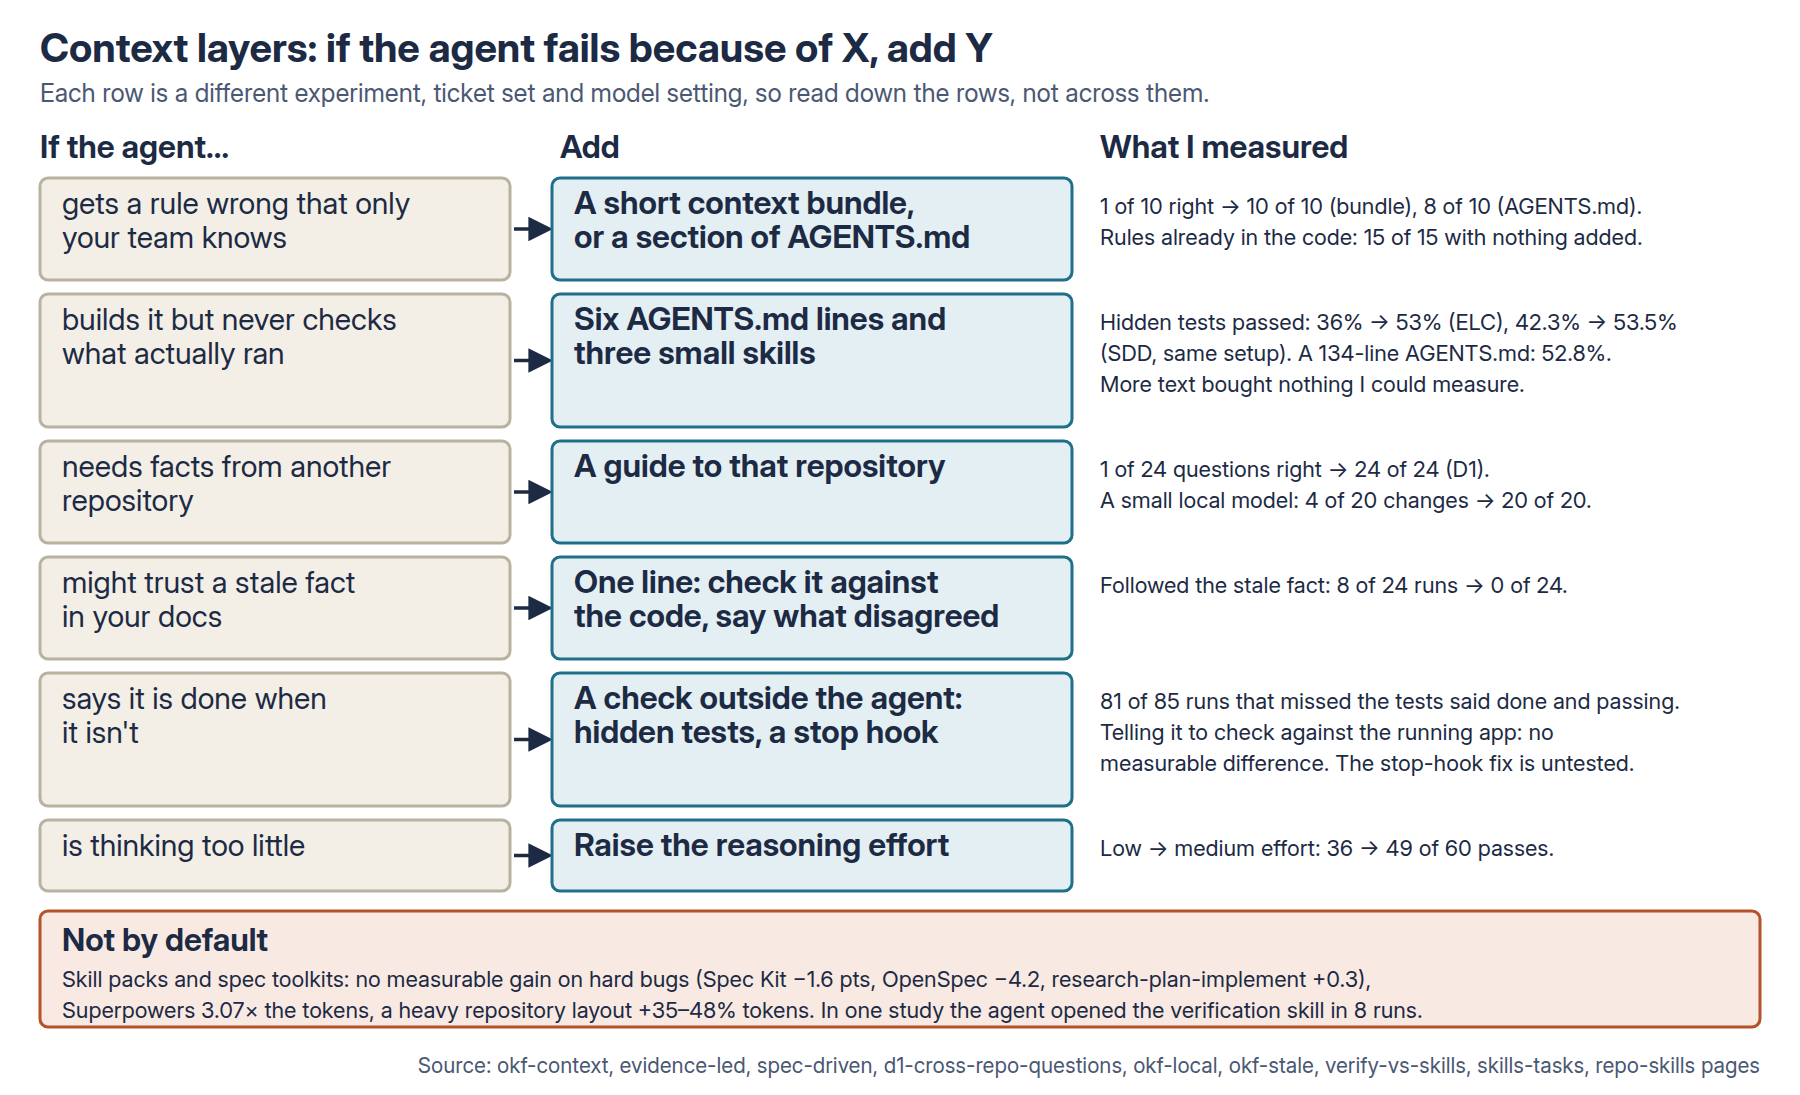 Context layers: if the agent fails because of X, add Y
Each row is a different experiment, ticket set and model setting, so read down the rows, not across them.
If the agent...
Add
What I measured
gets a rule wrong that only
your team knows
A short context bundle,
or a section of AGENTS.md
1 of 10 right → 10 of 10 (bundle), 8 of 10 (AGENTS.md).
Rules already in the code: 15 of 15 with nothing added.
builds it but never checks
what actually ran
Six AGENTS.md lines and
three small skills
Hidden tests passed: 36% → 53% (ELC), 42.3% → 53.5%
(SDD, same setup). A 134-line AGENTS.md: 52.8%.
More text bought nothing I could measure.
needs facts from another
repository
A guide to that repository
1 of 24 questions right → 24 of 24 (D1).
A small local model: 4 of 20 changes → 20 of 20.
might trust a stale fact
in your docs
One line: check it against
the code, say what disagreed
Followed the stale fact: 8 of 24 runs → 0 of 24.
says it is done when
it isn't
A check outside the agent:
hidden tests, a stop hook
81 of 85 runs that missed the tests said done and passing.
Telling it to check against the running app: no
measurable difference. The stop-hook fix is untested.
is thinking too little
Raise the reasoning effort
Low → medium effort: 36 → 49 of 60 passes.
Not by default
Skill packs and spec toolkits: no measurable gain on hard bugs (Spec Kit −1.6 pts, OpenSpec −4.2, research-plan-implement +0.3),
Superpowers 3.07× the tokens, a heavy repository layout +35–48% tokens. In one study the agent opened the verification skill in 8 runs.
Source: okf-context, evidence-led, spec-driven, d1-cross-repo-questions, okf-local, okf-stale, verify-vs-skills, skills-tasks, repo-skills pages